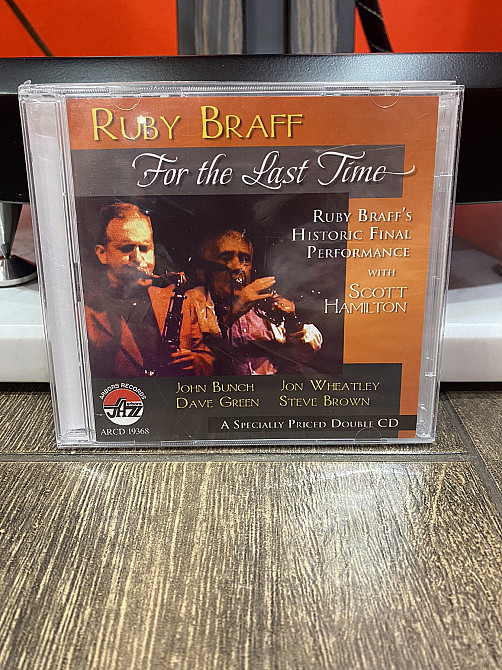 RUBY BRAFF
For the Last Time
RUBY BRAFF'S
HISTORIC FINAL
PERFORMANCE
WITH
SCOTT
HAMILTON
JOHN BUNCH JON WHEATLEY
DAVE GREEN STEVE BROWN
ARBORS RECORDS
JAZZ
ARCD 19368
A SPECIALLY PRICED DOUBLE CD